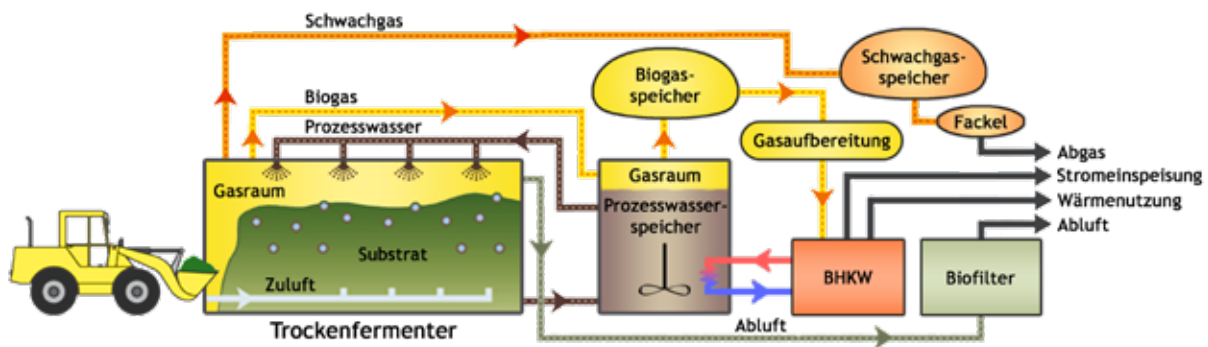 Schwachgas
Schwachgas-
speicher
Biogas-
speicher
Biogas
Prozesswasser
Fackel
Gasaufbereitung
Abgas
Stromeinspeisung
Wärmenutzung
Abluft
Gasraum
Gasraum
Prozesswasser-
speicher
Substrat
Zuluft
BHKW
Biofilter
Abluft
Trockenfermenter